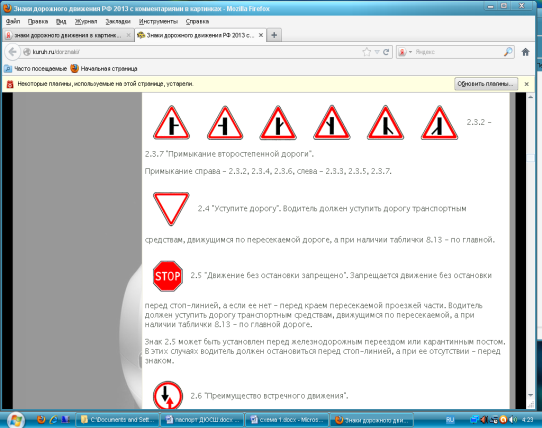 Знаки дорожного движения РФ 2013 с комментариями в картинках - Mozilla Firefox
Файл Правка Вид Журнал Закладки Инструменты Справка
знаки дорожного движения в картинк... × Знаки дорожного движения РФ 2013 с ... × +
kuruh.ru/dorznaki/ Яндекс
Часто посещаемые Начальная страница
Некоторые плагины, используемые на этой странице, устарели. Обновить плагины...
2.3.2 -
2.3.7 "Примыкание второстепенной дороги".
Примыкание справа - 2.3.2, 2.3.4, 2.3.6, слева - 2.3.3, 2.3.5, 2.3.7.
2.4 "Уступите дорогу". Водитель должен уступить дорогу транспортным
средствам, движущимся по пересекаемой дороге, а при наличии таблички 8.13 - по главной.
STOP 2.5 "Движение без остановки запрещено". Запрещается движение без остановки
перед стоп-линией, а если ее нет - перед краем пересекаемой проезжей части. Водитель
должен уступить дорогу транспортным средствам, движущимся по пересекаемой, а при
наличии таблички 8.13 - по главной дороге.
Знак 2.5 может быть установлен перед железнодорожным переездом или карантинным постом.
В этих случаях водитель должен остановиться перед стоп-линией, а при ее отсутствии - перед
знаком.
2.6 "Преимущество встречного движения".
C:\Documents and Sett... паспорт ДЮСШ.docx ... схема 1.docx - Micros... Знаки дорожного дви... RU 4:23